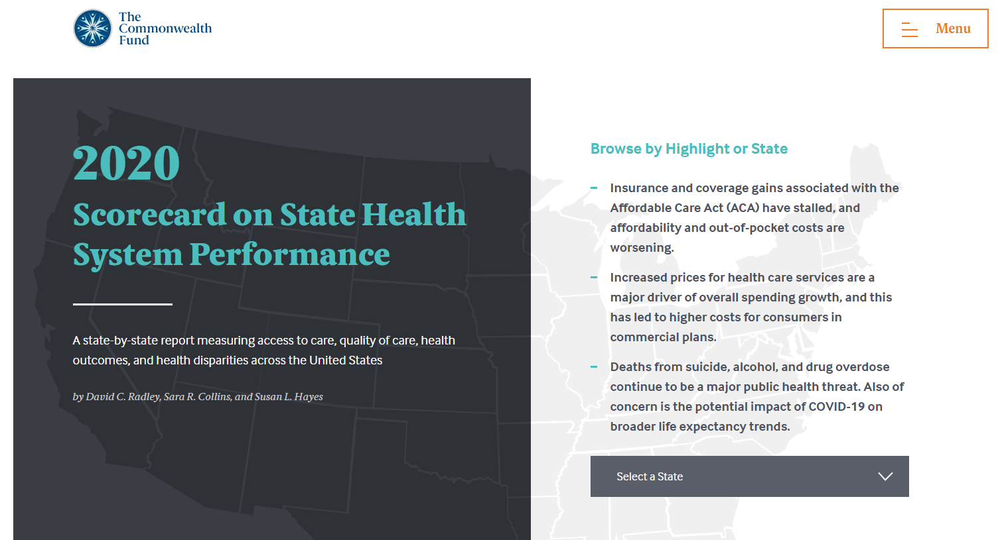 The
Commonwealth
Fund
Menu
2020
Scorecard on State Health
System Performance
A state-by-state report measuring access to care, quality of care, health
outcomes, and health disparities across the United States
by David C. Radley, Sara R. Collins, and Susan L. Hayes
Browse by Highlight or State
Insurance and coverage gains associated with the
Affordable Care Act (ACA) have stalled, and
affordability and out-of-pocket costs are
worsening.
Increased prices for health care services are a
major driver of overall spending growth, and this
has led to higher costs for consumers in
commercial plans.
Deaths from suicide, alcohol, and drug overdose
continue to be a major public health threat. Also of
concern is the potential impact of COVID-19 on
broader life expectancy trends.
Select a State